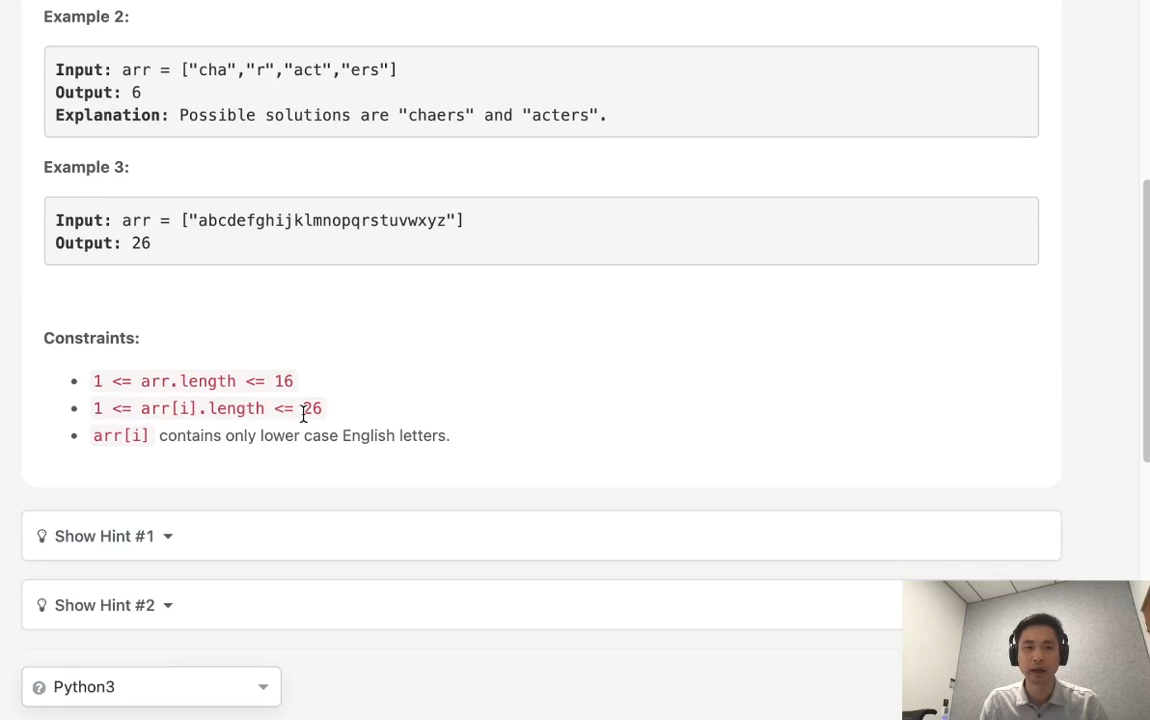 Example 2:
Input: arr = ["cha","r","act","ers"]
Output: 6
Explanation: Possible solutions are "chaers" and "acters".
Example 3:
Input: arr = ["abcdefghijklmnopqrstuvwxyz"]
Output: 26
Constraints:
1 <= arr.length <= 16
1 <= arr[i].length <= 26
arr[i] contains only lower case English letters.
Show Hint #1
Show Hint #2
Python3